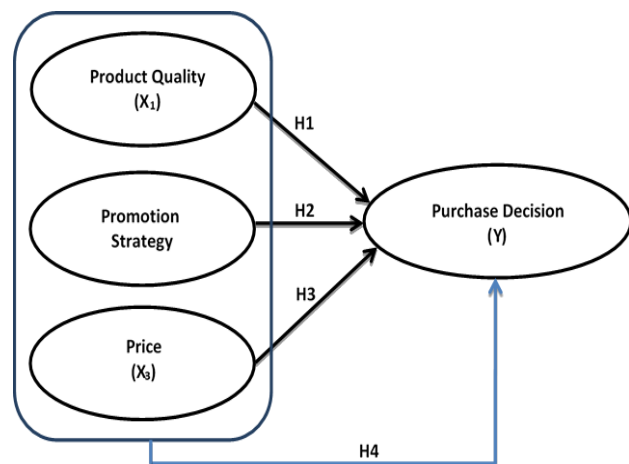 Product Quality
(X₁)
H1
Promotion
Strategy
H2
Purchase Decision
(Y)
H3
Price
(X₃)
H4